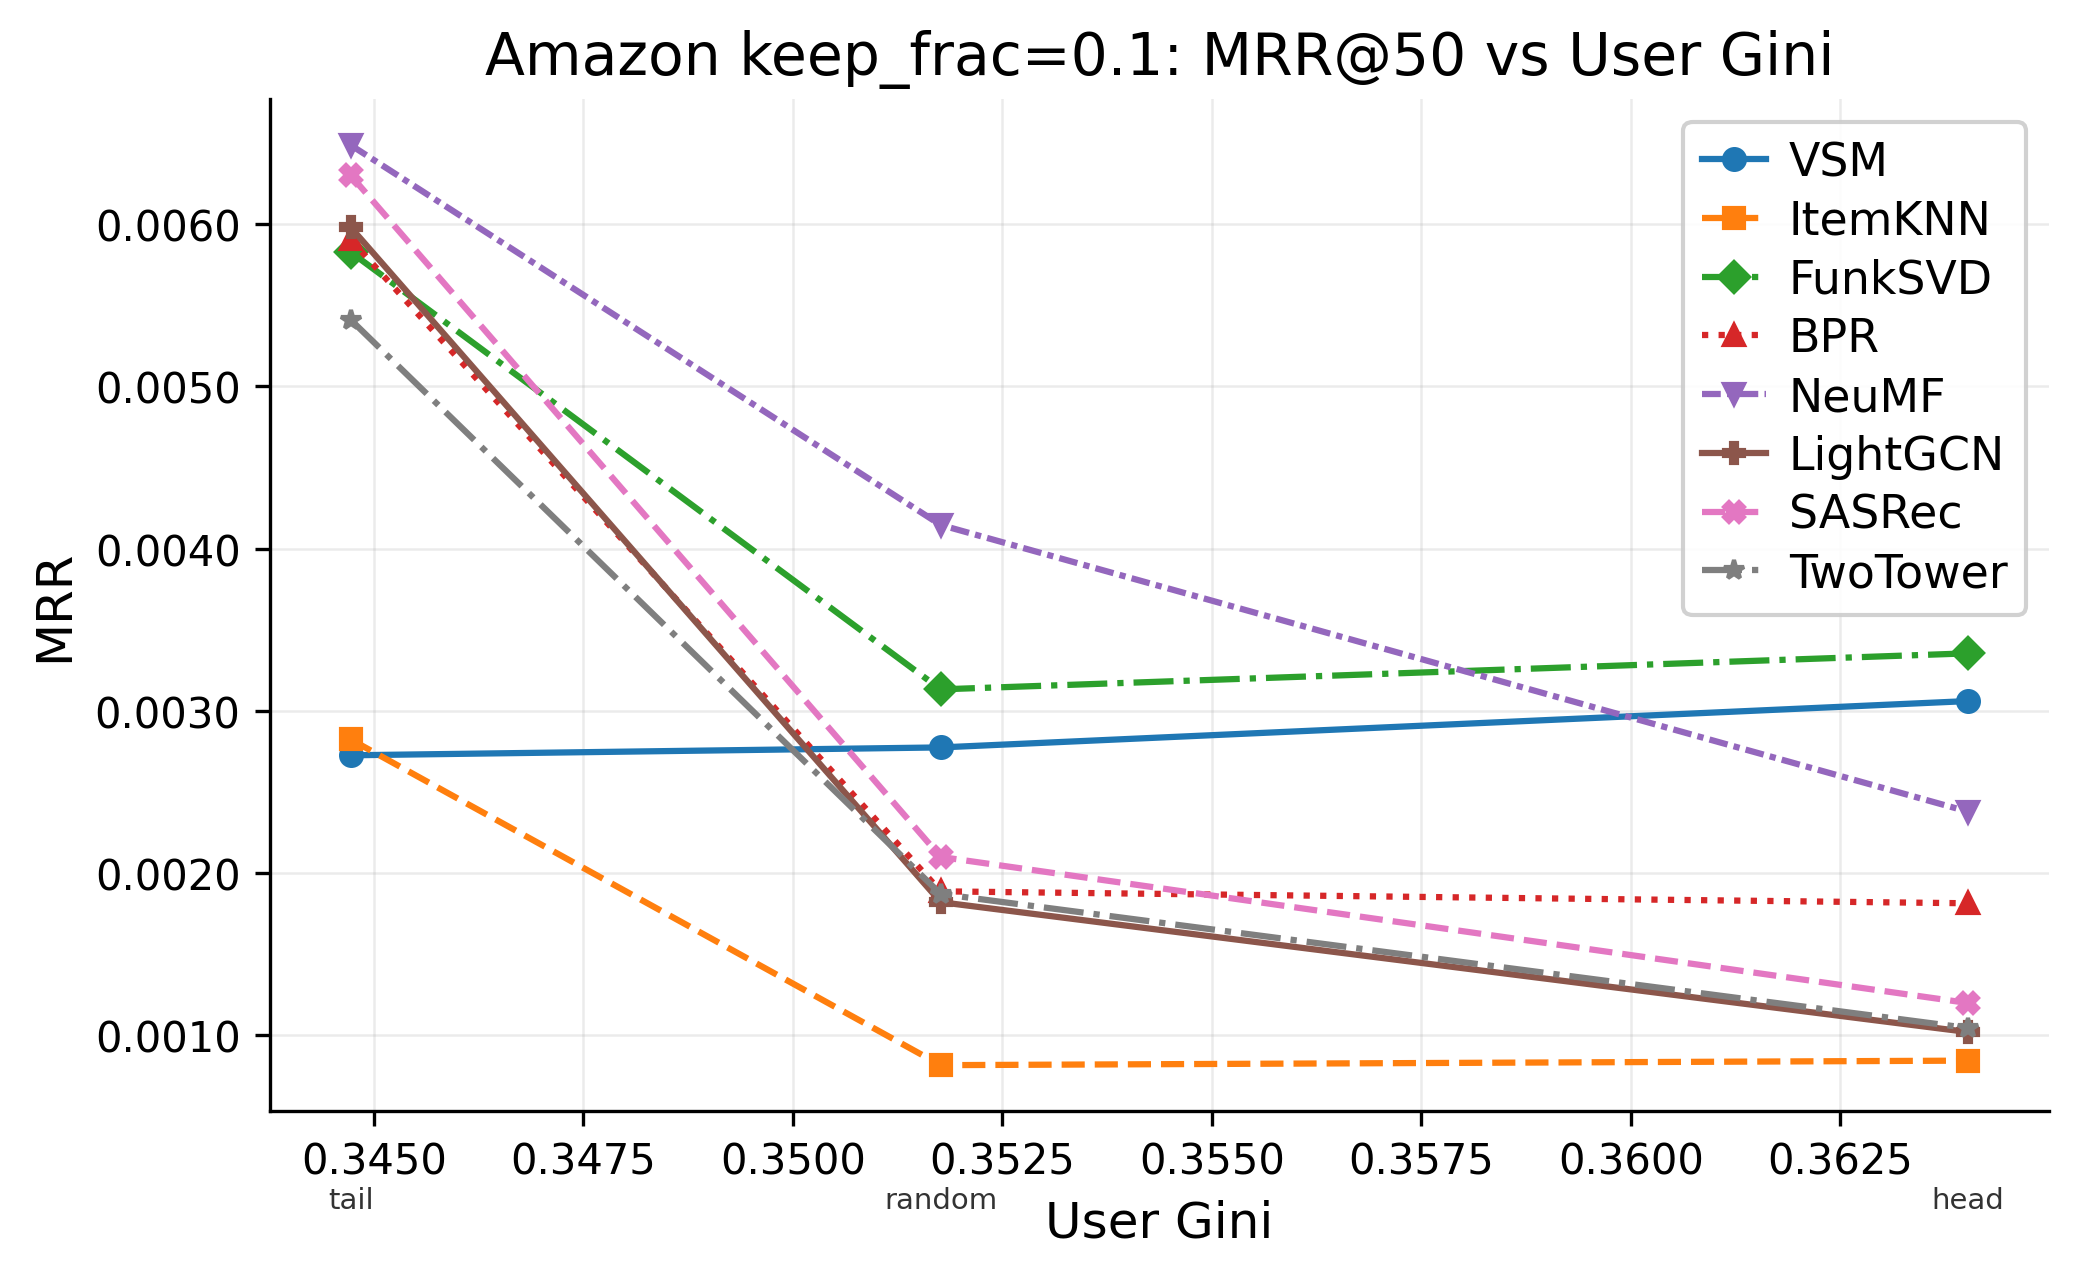 Amazon keep_frac=0.1: MRR@50 vs User Gini
VSM
ItemKNN
FunkSVD
BPR
NeuMF
LightGCN
SASRec
TwoTower
MRR
0.0060
0.0050
0.0040
0.0030
0.0020
0.0010
0.3450 0.3475 0.3500 0.3525 0.3550 0.3575 0.3600 0.3625
tail random head
User Gini